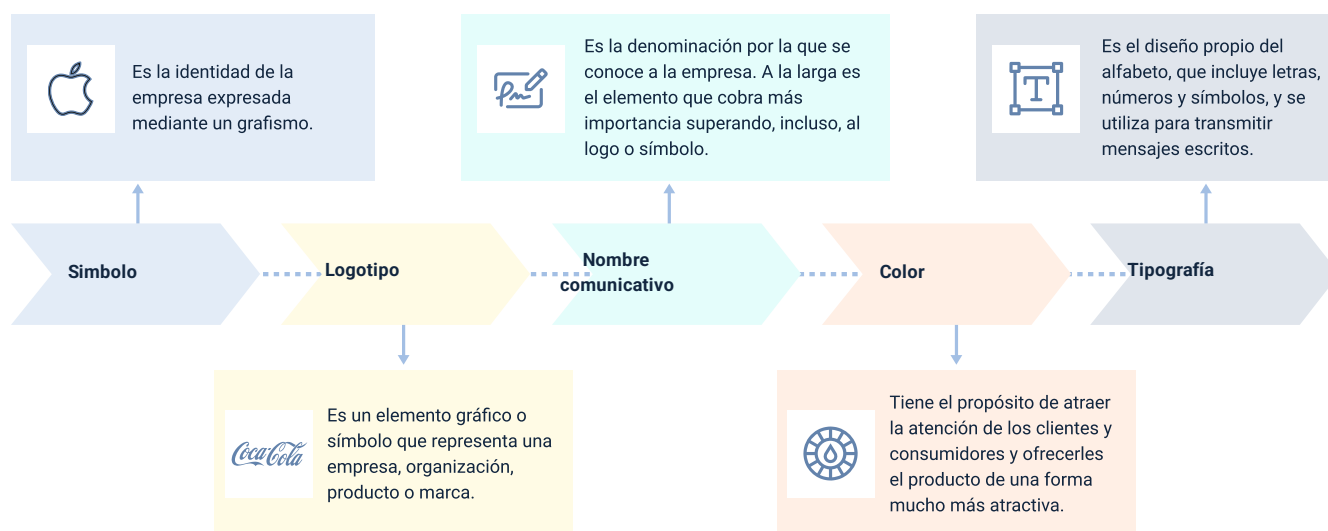 Es la identidad de la
empresa expresada
mediante un grafismo.
Es la denominación por la que se
conoce a la empresa. A la larga es
el elemento que cobra más
importancia superando, incluso, al
logo o símbolo.
Es el diseño propio del
alfabeto, que incluye letras,
números y símbolos, y se
utiliza para transmitir
mensajes escritos.
Simbolo
Logotipo
Nombre
comunicativo
Color
Tipografía
Coca-Cola
Es un elemento gráfico o
símbolo que representa una
empresa, organización,
producto o marca.
Tiene el propósito de atraer
la atención de los clientes y
consumidores y ofrecerles
el producto de una forma
mucho más atractiva.